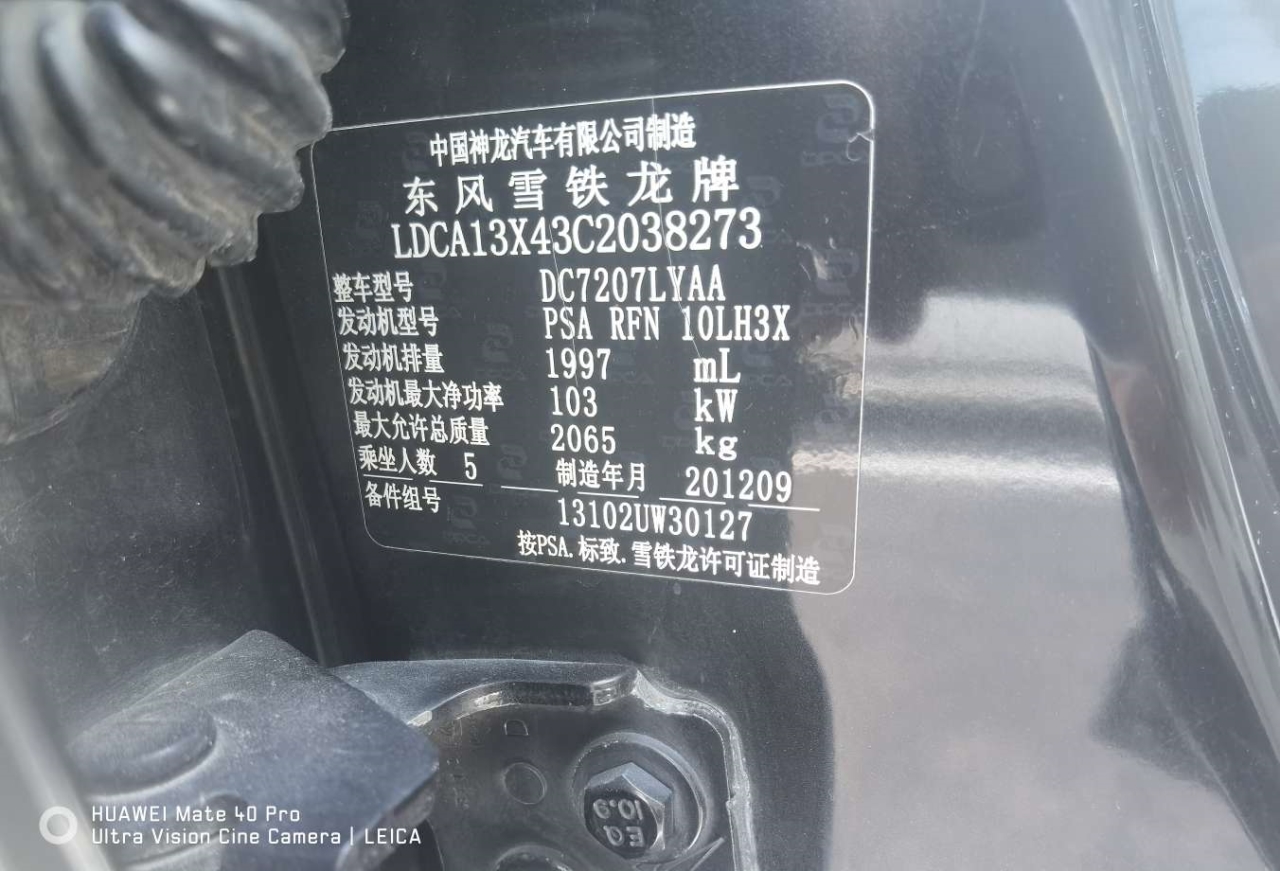 中国神龙汽车有限公司制造
东风雪铁龙牌
LDCA13X43C2038273
整车型号 DC7207LYAA
发动机型号 PSA RFN 10LH3X
发动机排量 1997 mL
发动机最大净功率 103 kW
最大允许总质量 2065 kg
乘坐人数 5 制造年月 201209
备件组号 13102UW30127
按PSA.标致.雪铁龙许可证制造
10.9
HUAWEI Mate 40 Pro
Ultra Vision Cine Camera | LEICA